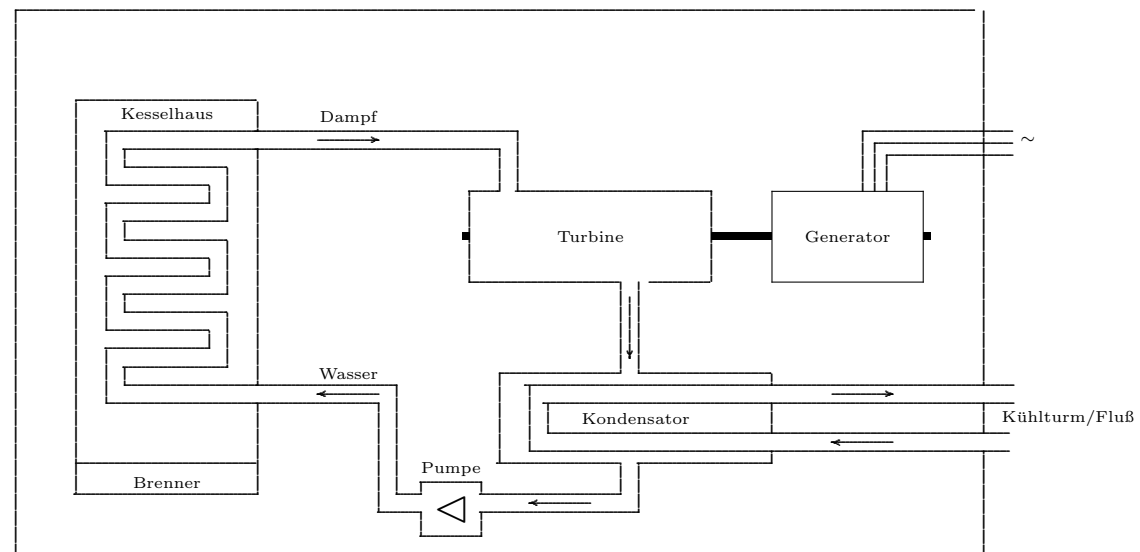 Kesselhaus
Dampf
~
Turbine
Generator
Wasser
Kondensator
Kühlturm/Fluß
Pumpe
Brenner